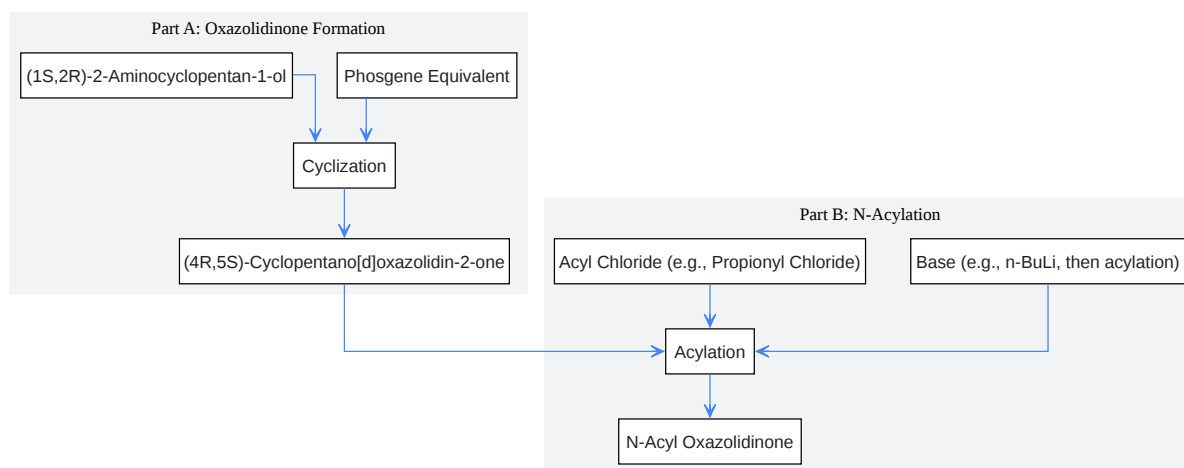 Part A: Oxazolidinone Formation
(1S,2R)-2-Aminocyclopentan-1-ol
Phosgene Equivalent
Cyclization
(4R,5S)-Cyclopentano[d]oxazolidin-2-one
Part B: N-Acylation
Acyl Chloride (e.g., Propionyl Chloride)
Base (e.g., n-BuLi, then acylation)
Acylation
N-Acyl Oxazolidinone